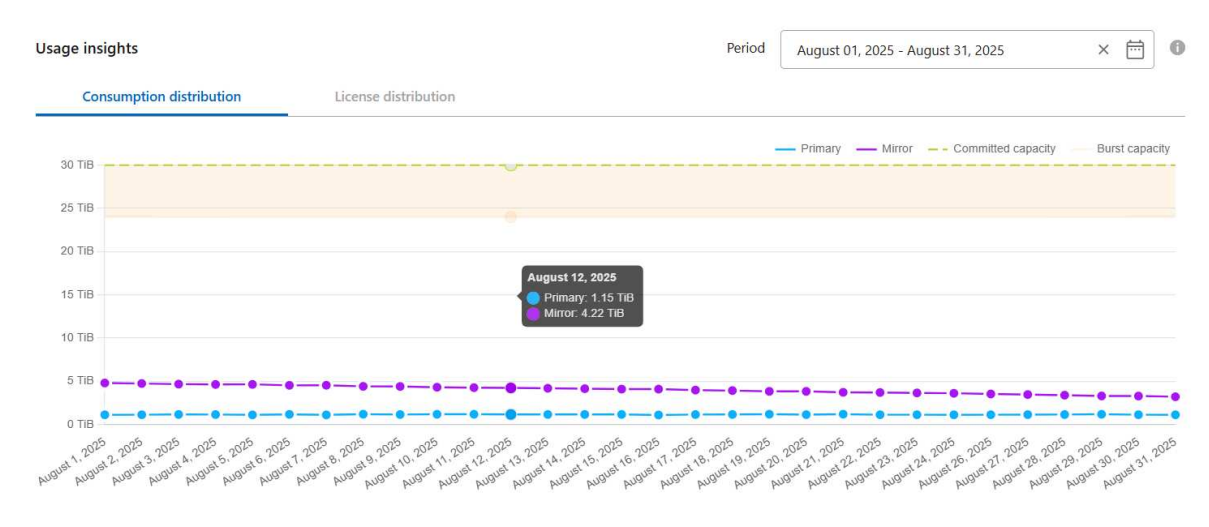 Usage insights
Period
August 01, 2025 - August 31, 2025
Consumption distribution
License distribution
Primary
Mirror
Committed capacity
Burst capacity
30 TiB
25 TiB
20 TiB
15 TiB
10 TiB
5 TiB
0 TiB
August 12, 2025
Primary: 1.15 TiB
Mirror: 4.22 TiB
August 1, 2025
August 2, 2025
August 3, 2025
August 4, 2025
August 5, 2025
August 6, 2025
August 7, 2025
August 8, 2025
August 9, 2025
August 10, 2025
August 11, 2025
August 12, 2025
August 13, 2025
August 14, 2025
August 15, 2025
August 16, 2025
August 17, 2025
August 18, 2025
August 19, 2025
August 20, 2025
August 21, 2025
August 22, 2025
August 23, 2025
August 24, 2025
August 26, 2025
August 27, 2025
August 28, 2025
August 29, 2025
August 30, 2025
August 31, 2025